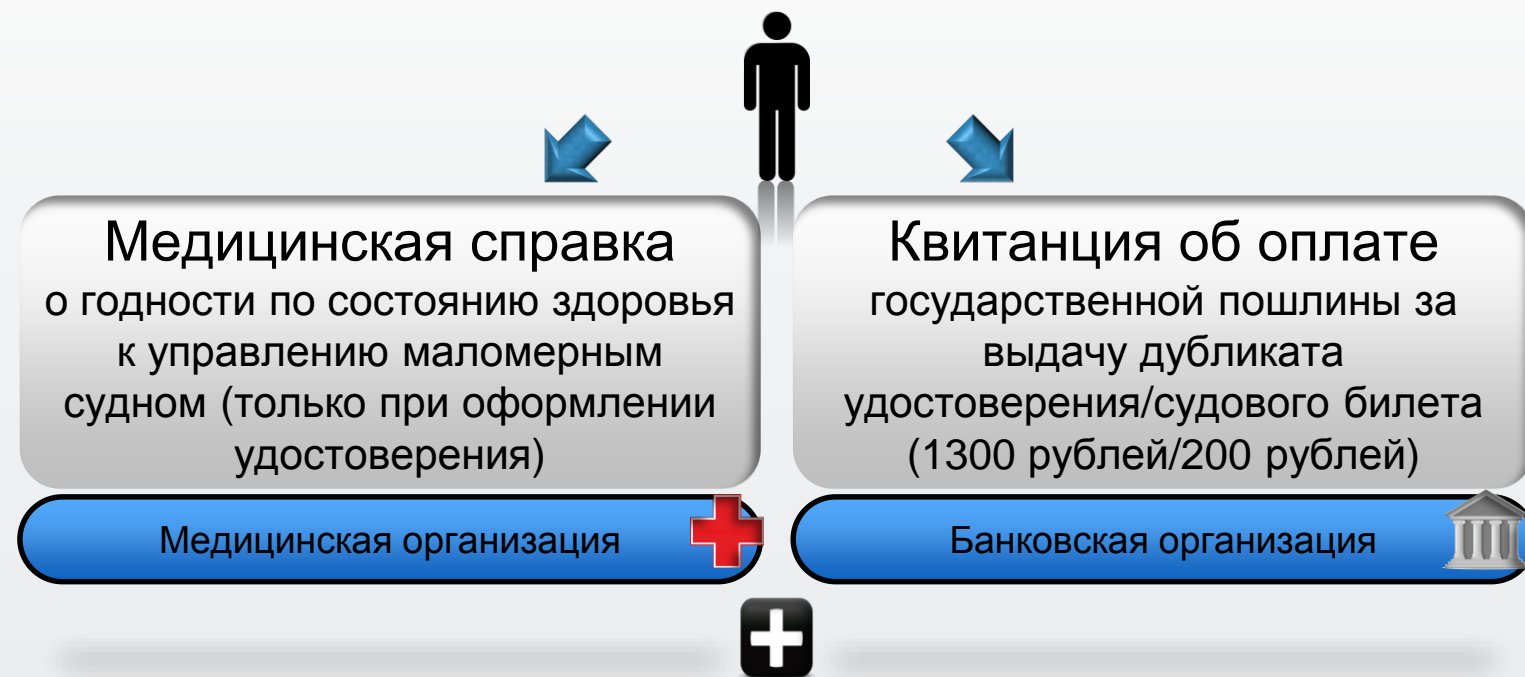 Медицинская справка
о годности по состоянию здоровья
к управлению маломерным
судном (только при оформлении
удостоверения)
Медицинская организация
Квитанция об оплате
государственной пошлины за
выдачу дубликата
удостоверения/судового билета
(1300 рублей/200 рублей)
Банковская организация